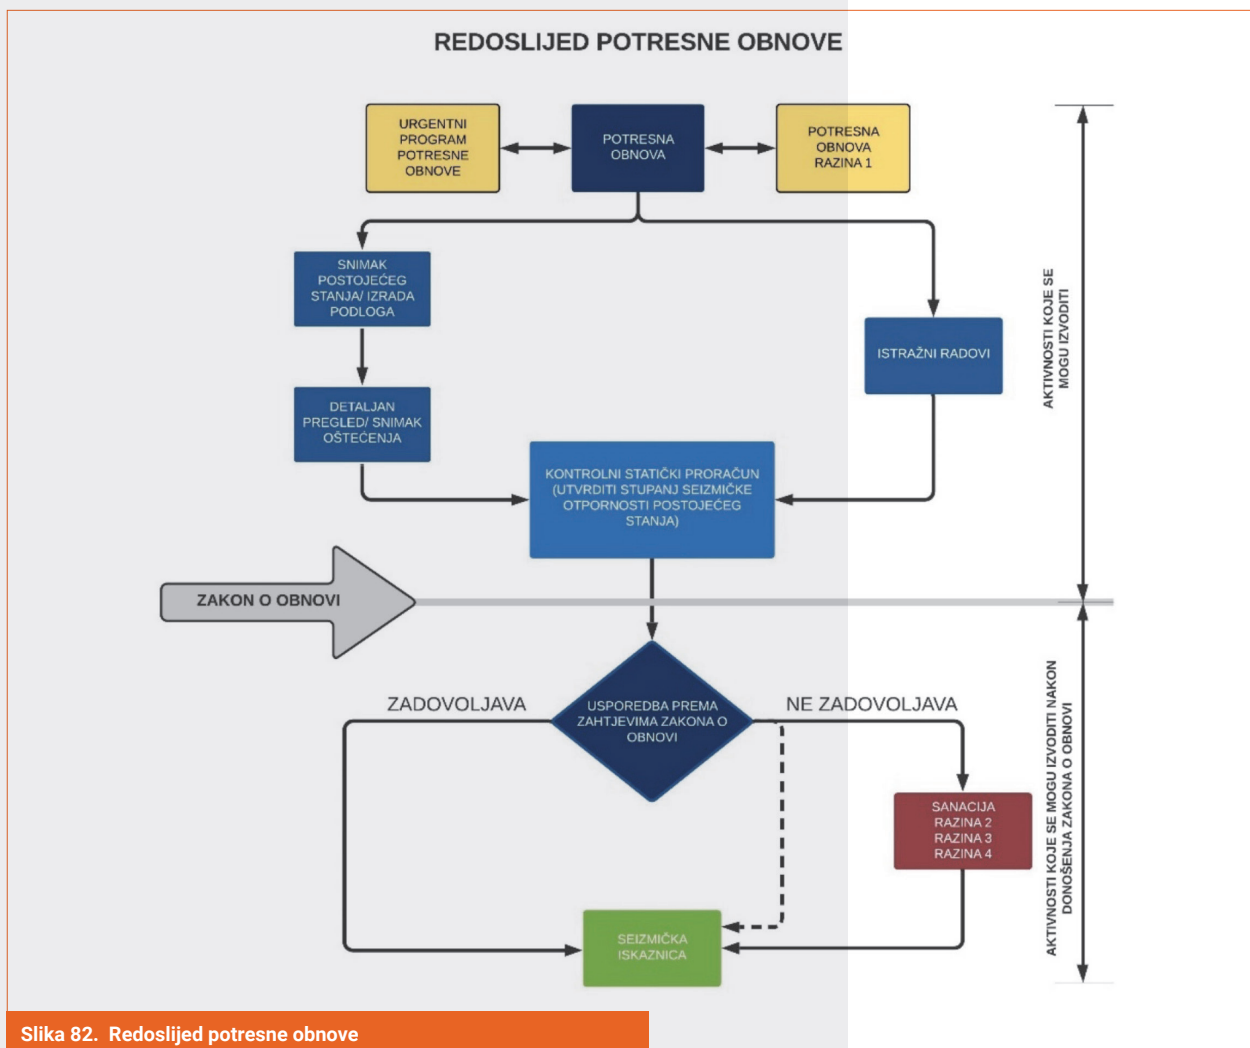 REDOSLIJED POTRESNE OBNOVE
URGENTNI
PROGRAM
POTRESNE
OBNOVE
POTRESNA
OBNOVA
POTRESNA
OBNOVA
RAZINA 1
SNIMAK
POSTOJEĆEG
STANJA/ IZRADA
PODLOGA
ISTRAŽNI RADOVI
DETALJAN
PREGLED/ SNIMAK
OŠTEĆENJA
KONTROLNI STATIČKI PRORAČUN
(UTVRDITI STUPANJ SEIZMIČKE
OTPORNOSTI POSTOJEĆEG
STANJA)
AKTIVNOSTI KOJE SE
MOGU IZVODITI
ZAKON O OBNOVI
ZADOVOLJAVA
USPOREDBA PREMA
ZAHTJEVIMA ZAKONA O
OBNOVI
NE ZADOVOLJAVA
SANACIJA
RAZINA 2
RAZINA 3
RAZINA 4
SEIZMIČKA
ISKAZNICA
AKTIVNOSTI KOJE SE MOGU IZVODITI NAKON
DONOŠENJA ZAKONA O OBNOVI
Slika 82. Redoslijed potresne obnove